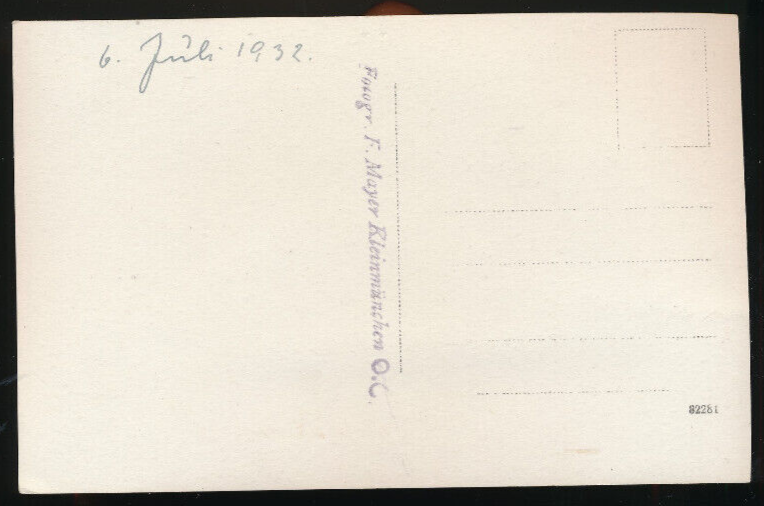 6. Juli 1932.
Fotogr. F. Mayer Kleinmünchen O.Ö.
82281